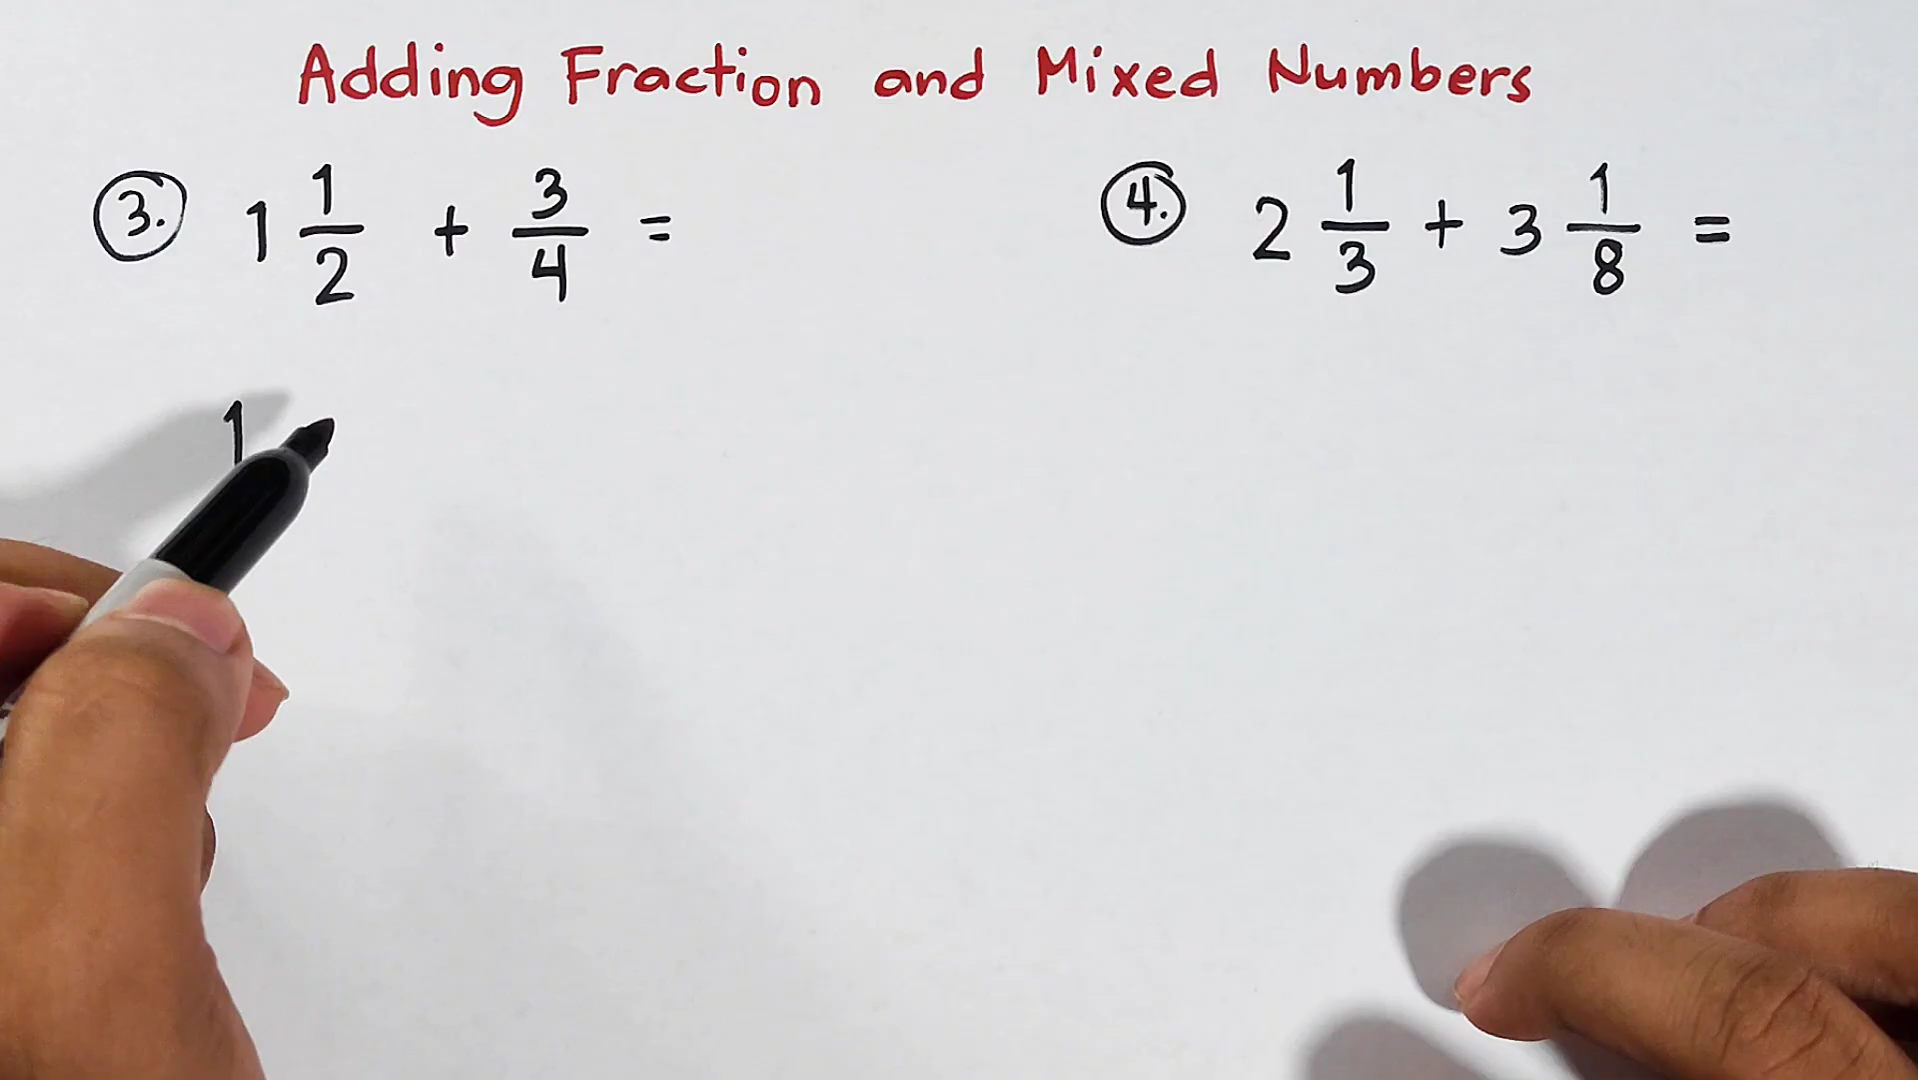 Adding Fraction and Mixed Numbers
3. 1 1/2 + 3/4 =
4. 2 1/3 + 3 1/8 =
1